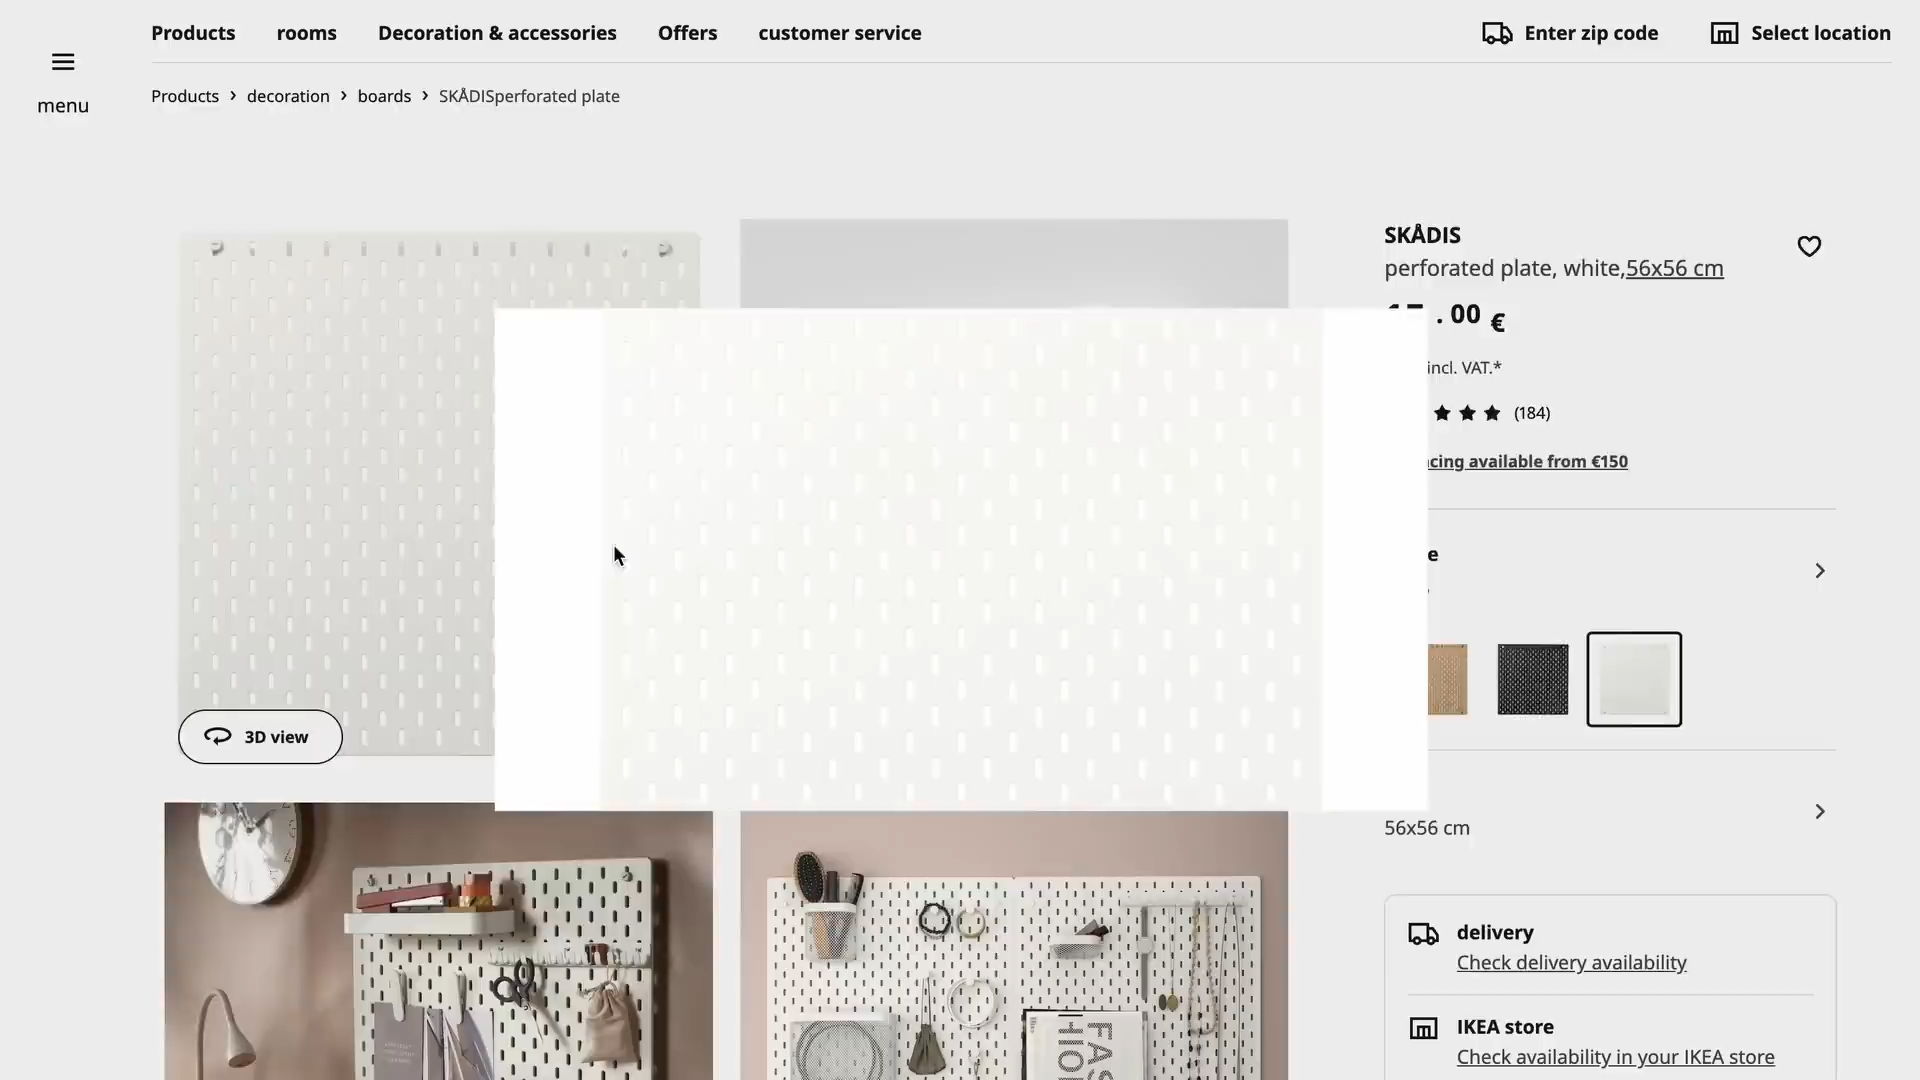 Products rooms Decoration & accessories Offers customer service Enter zip code Select location
menu
Products > decoration > boards > SKÅDISperforated plate
SKÅDIS
perforated plate, white,56x56 cm
.00 €
incl. VAT.*
(184)
available from €150
3D view
56x56 cm
delivery
Check delivery availability
IKEA store
Check availability in your IKEA store